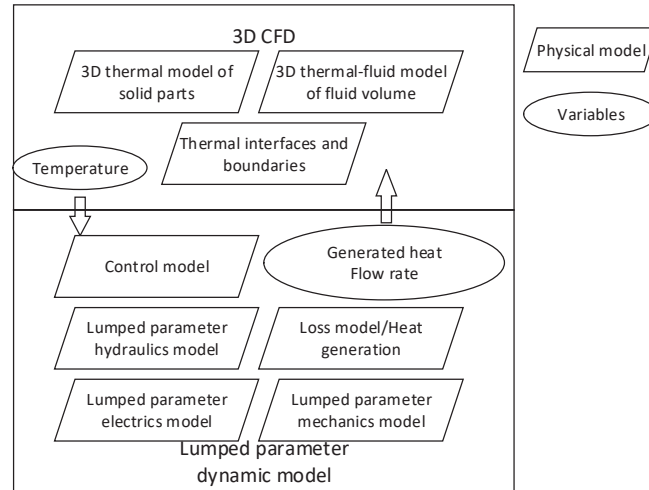 3D CFD
3D thermal model of
solid parts
3D thermal-fluid model
of fluid volume
Physical model
Variables
Thermal interfaces and
boundaries
Temperature
Control model
Generated heat
Flow rate
Lumped parameter
hydraulics model
Loss model/Heat
generation
Lumped parameter
electrics model
Lumped parameter
mechanics model
Lumped parameter
dynamic model